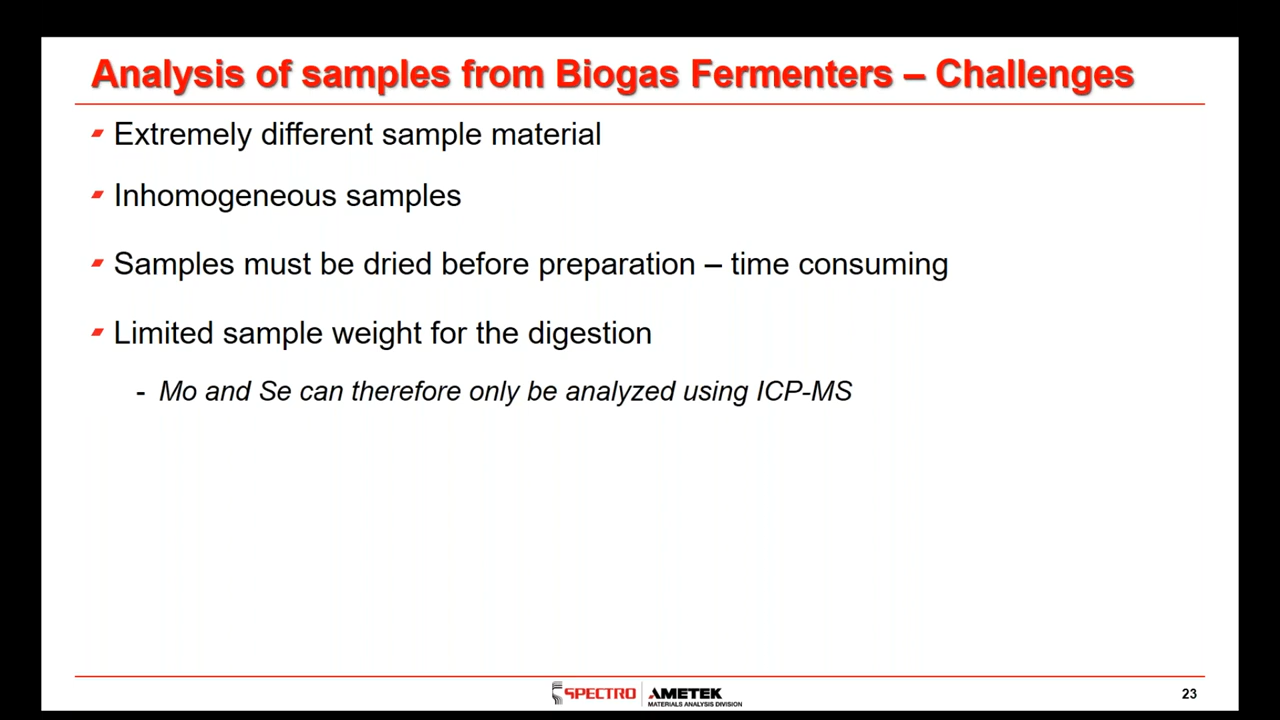 Analysis of samples from Biogas Fermenters – Challenges
Extremely different sample material
Inhomogeneous samples
Samples must be dried before preparation – time consuming
Limited sample weight for the digestion
- Mo and Se can therefore only be analyzed using ICP-MS
SPECTRO AMETEK
MATERIALS ANALYSIS DIVISION
23